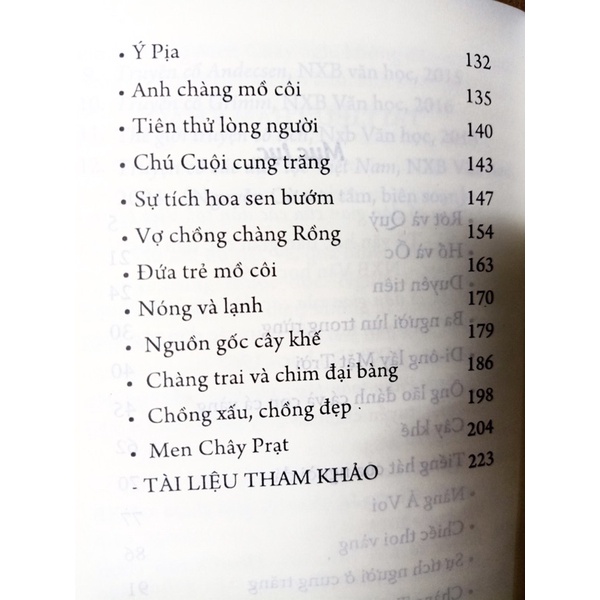 • Ý Pịa 132
• Anh chàng mồ côi 135
• Tiên thử lòng người 140
• Chú Cuội cung trăng 143
• Sự tích hoa sen bướm 147
• Vợ chồng chàng Rồng 154
• Đứa trẻ mồ côi 163
• Nóng và lạnh 170
• Nguồn gốc cây khế 179
• Chàng trai và chim đại bàng 186
• Chồng xấu, chồng đẹp 198
• Men Chây Prạt 204
- TÀI LIỆU THAM KHẢO 223